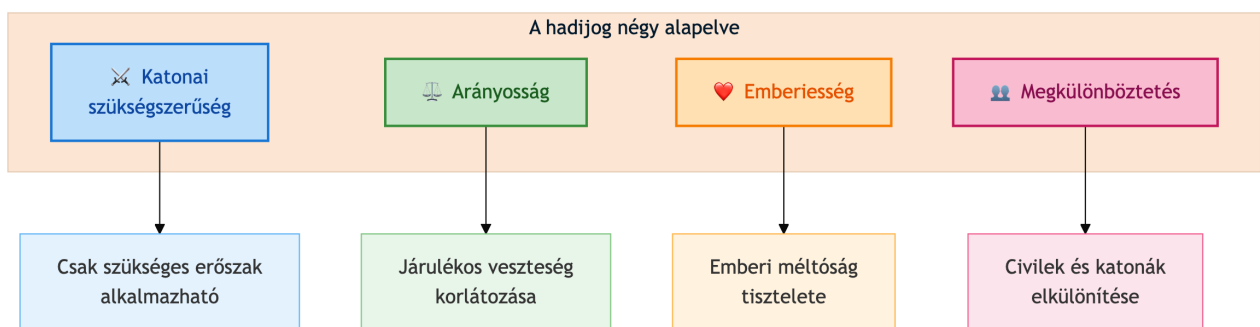 A hadijog négy alapelve
Katonai
szükségszerűség
Arányosság
Emberiesség
Megkülönböztetés
Csak szükséges erőszak
alkalmazható
Járulékos veszteség
korlátozása
Emberi méltóság
tisztelete
Civilek és katonák
elkülönítése